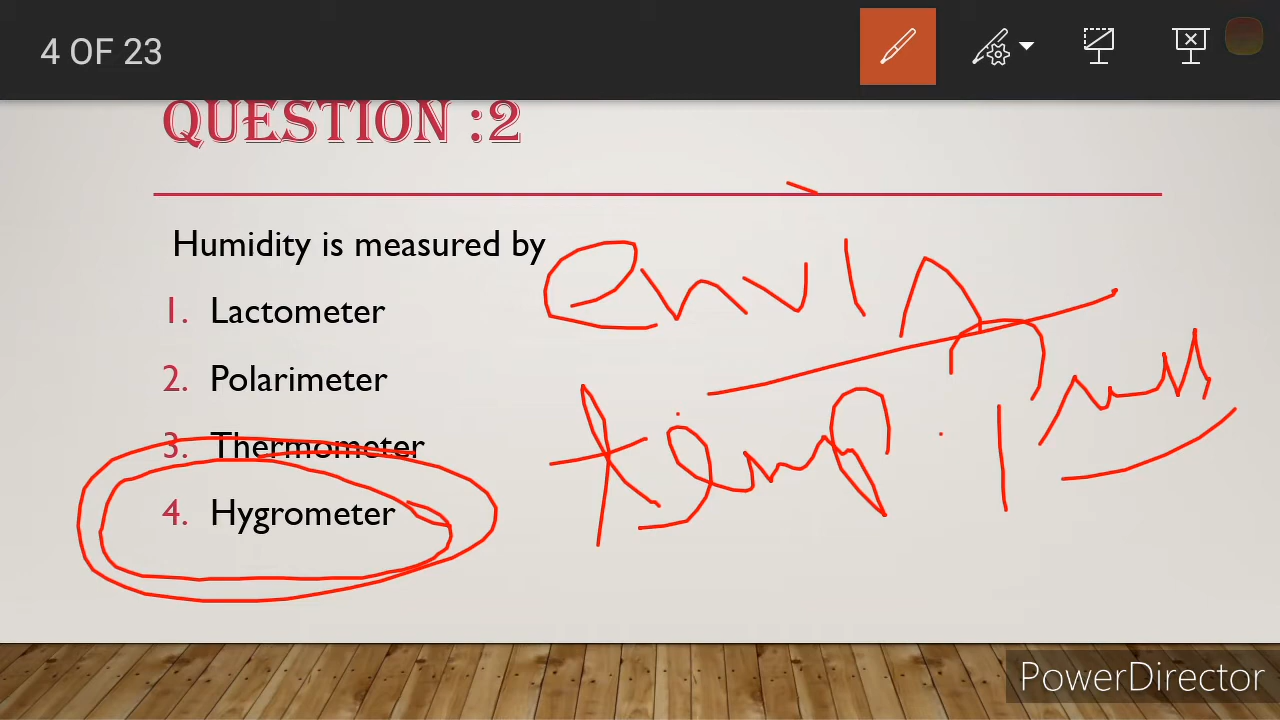 4 OF 23
QUESTION :2
Humidity is measured by
1. Lactometer
2. Polarimeter
3. Thermometer
4. Hygrometer
temp
PowerDirector